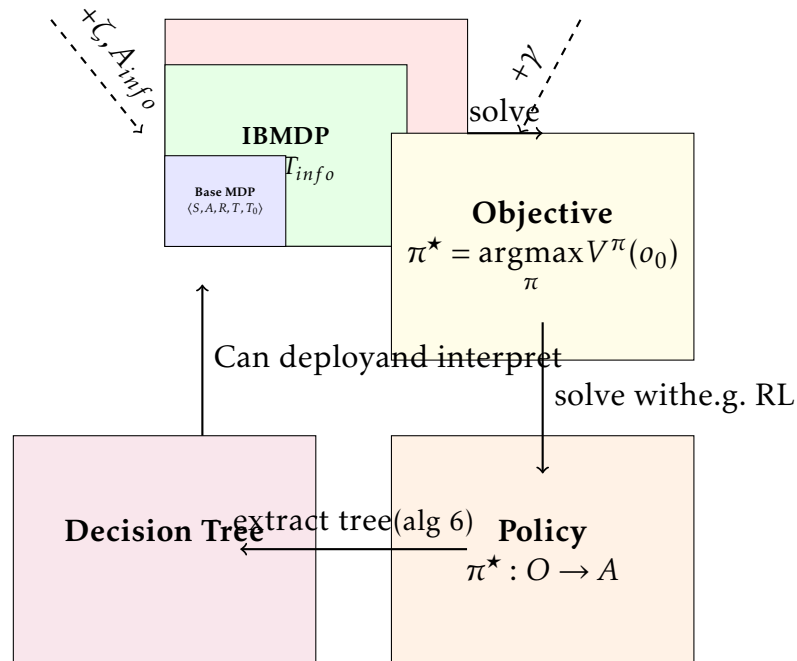 +ζ, A_info
+γ
solve
IBMDP
T_info
Base MDP
⟨S, A, R, T, T_0⟩
Objective
π* = argmax V^π(o_0)
π
Can deployand interpret
solve withe.g. RL
Decision Tree
extract tree(alg 6)
Policy
π* : O → A